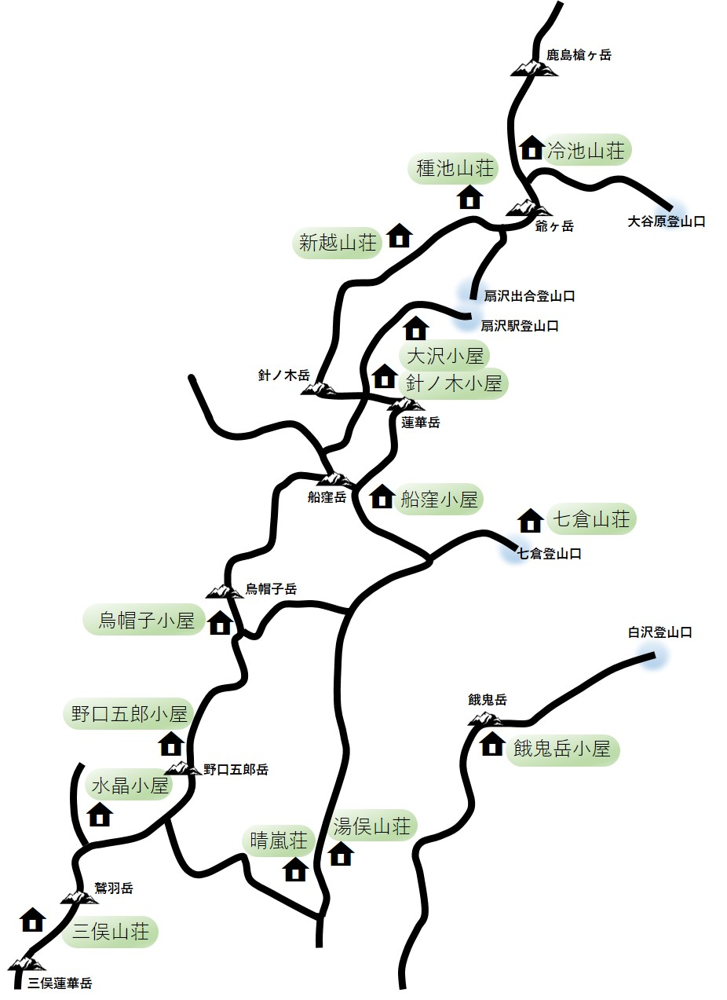 鹿島槍ヶ岳
冷池山荘
種池山荘
大谷原登山口
爺ヶ岳
新越山荘
扇沢出合登山口
扇沢駅登山口
大沢小屋
針ノ木岳
針ノ木小屋
蓮華岳
船窪岳
船窪小屋
七倉山荘
七倉登山口
烏帽子岳
烏帽子小屋
白沢登山口
餓鬼岳
野口五郎小屋
餓鬼岳小屋
野口五郎岳
水晶小屋
湯俣山荘
晴嵐荘
鷲羽岳
三俣山荘
三俣蓮華岳